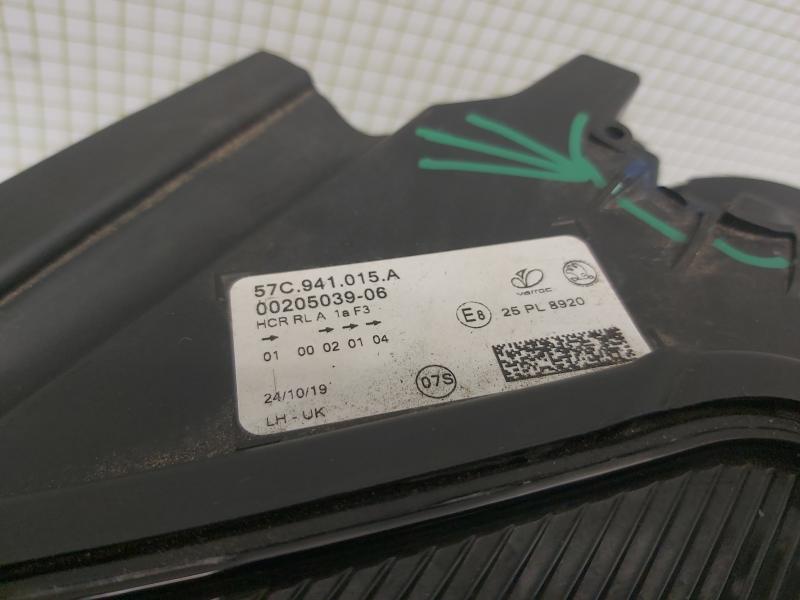 57C.941.015.A
00205039-06
HCR RL A 1a F3
→ → → →
01 00 02 01 04
24/10/19
LH - UK
07S
varroc
E8 25 PL 8920